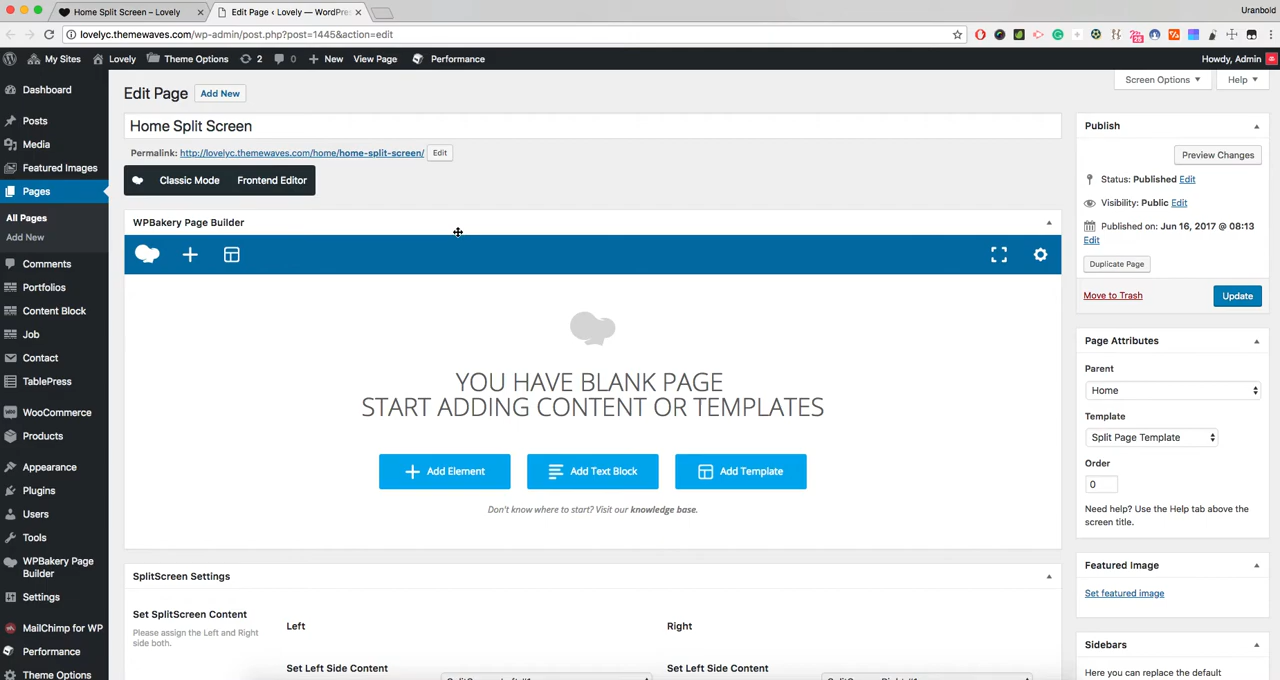 Home Split Screen – Lovely
Edit Page ‹ Lovely — WordPre
Uranbold
lovelyc.themewaves.com/wp-admin/post.php?post=1445&action=edit
My Sites
Lovely
Theme Options
2
0
New
View Page
Performance
Howdy, Admin
Dashboard
Posts
Media
Featured Images
Pages
All Pages
Add New
Comments
Portfolios
Content Block
Job
Contact
TablePress
WooCommerce
Products
Appearance
Plugins
Users
Tools
WPBakery Page
Builder
Settings
MailChimp for WP
Performance
Theme Options
Screen Options
Help
Edit Page
Add New
Home Split Screen
Permalink: http://lovelyc.themewaves.com/home/home-split-screen/ Edit
Classic Mode
Frontend Editor
WPBakery Page Builder
YOU HAVE BLANK PAGE
START ADDING CONTENT OR TEMPLATES
Add Element
Add Text Block
Add Template
Don't know where to start? Visit our knowledge base.
SplitScreen Settings
Set SplitScreen Content
Please assign the Left and Right
side both.
Left
Right
Set Left Side Content
Set Left Side Content
Publish
Preview Changes
Status: Published Edit
Visibility: Public Edit
Published on: Jun 16, 2017 @ 08:13
Edit
Duplicate Page
Move to Trash
Update
Page Attributes
Parent
Home
Template
Split Page Template
Order
0
Need help? Use the Help tab above the
screen title.
Featured Image
Set featured image
Sidebars
Here you can replace the default